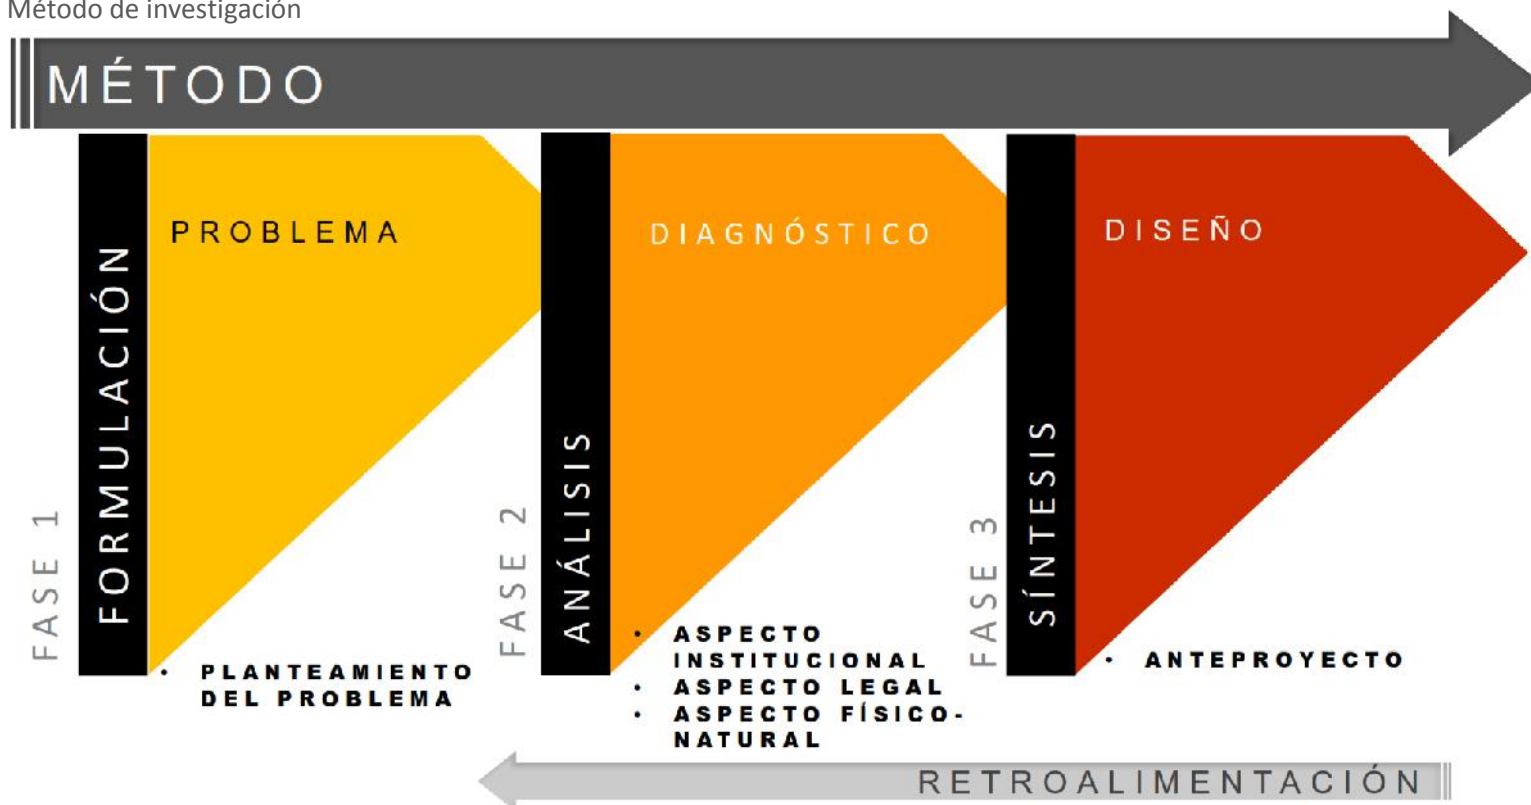 Método de investigación
MÉTODO
FASE 1
FORMULACIÓN
PROBLEMA
• PLANTEAMIENTO
DEL PROBLEMA
FASE 2
ANÁLISIS
DIAGNÓSTICO
• ASPECTO
INSTITUCIONAL
• ASPECTO LEGAL
• ASPECTO FÍSICO-
NATURAL
FASE 3
SÍNTESIS
DISEÑO
• ANTEPROYECTO
RETROALIMENTACIÓN